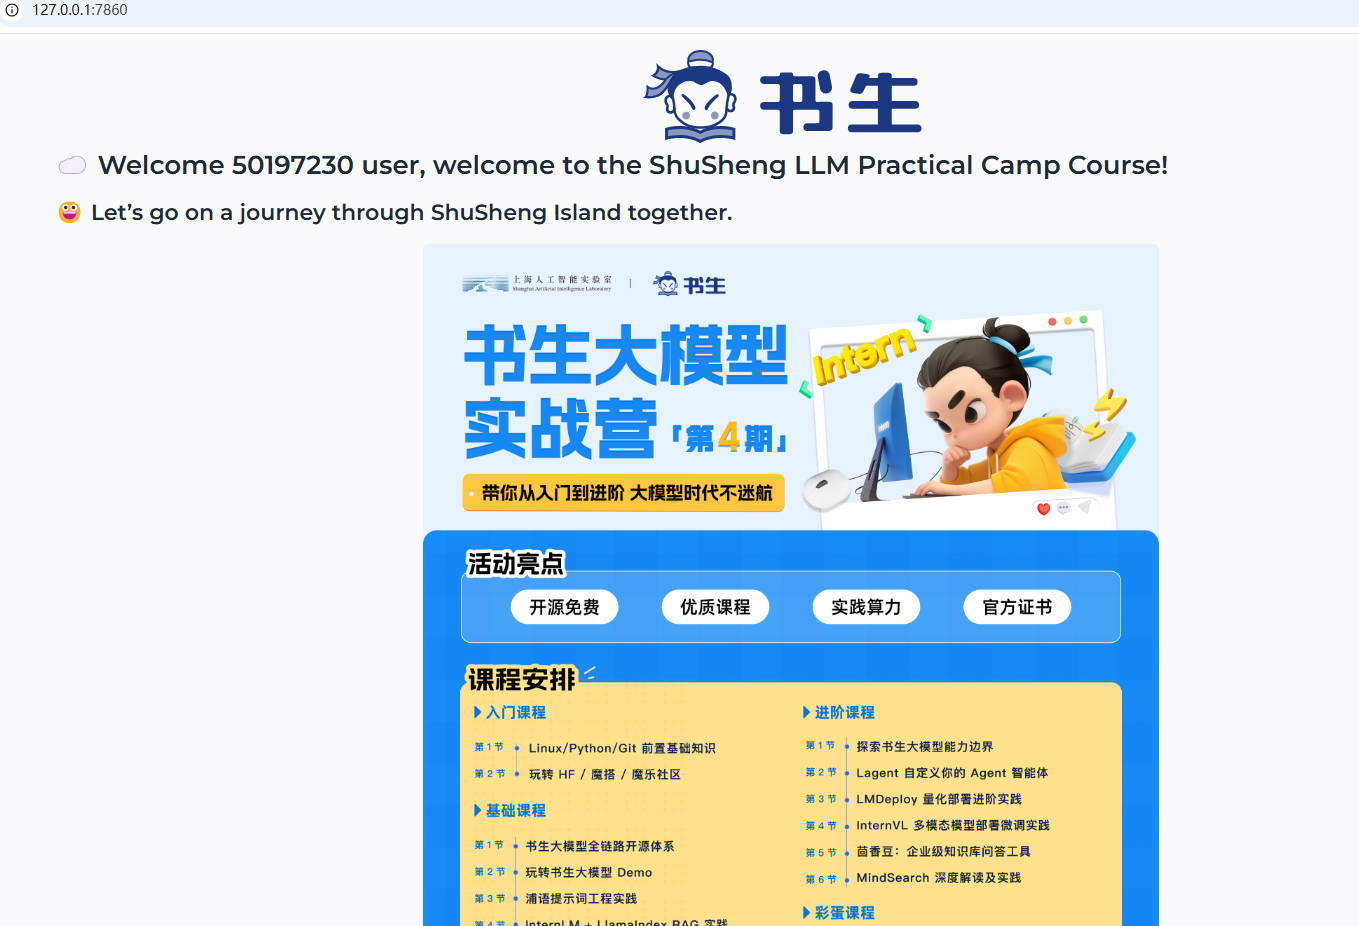 127.0.0.1:7860
书生
Welcome 50197230 user, welcome to the ShuSheng LLM Practical Camp Course!
Let's go on a journey through ShuSheng Island together.
上海人工智能实验室
Shanghai Artificial Intelligence Laboratory
书生
书生大模型
实战营「第4期」
Intern
带你从入门到进阶 大模型时代不迷航
活动亮点
开源免费
优质课程
实践算力
官方证书
课程安排
入门课程
第1节 Linux/Python/Git 前置基础知识
第2节 玩转 HF / 魔搭 / 魔乐社区
基础课程
第1节 书生大模型全链路开源体系
第2节 玩转书生大模型 Demo
第3节 浦语提示词工程实践
第4节 InternLM + LlamaIndex RAG 实践
进阶课程
第1节 探索书生大模型能力边界
第2节 Lagent 自定义你的 Agent 智能体
第3节 LMDeploy 量化部署进阶实践
第4节 InternVL 多模态模型部署微调实践
第5节 茴香豆：企业级知识库问答工具
第6节 MindSearch 深度解读及实践
彩蛋课程